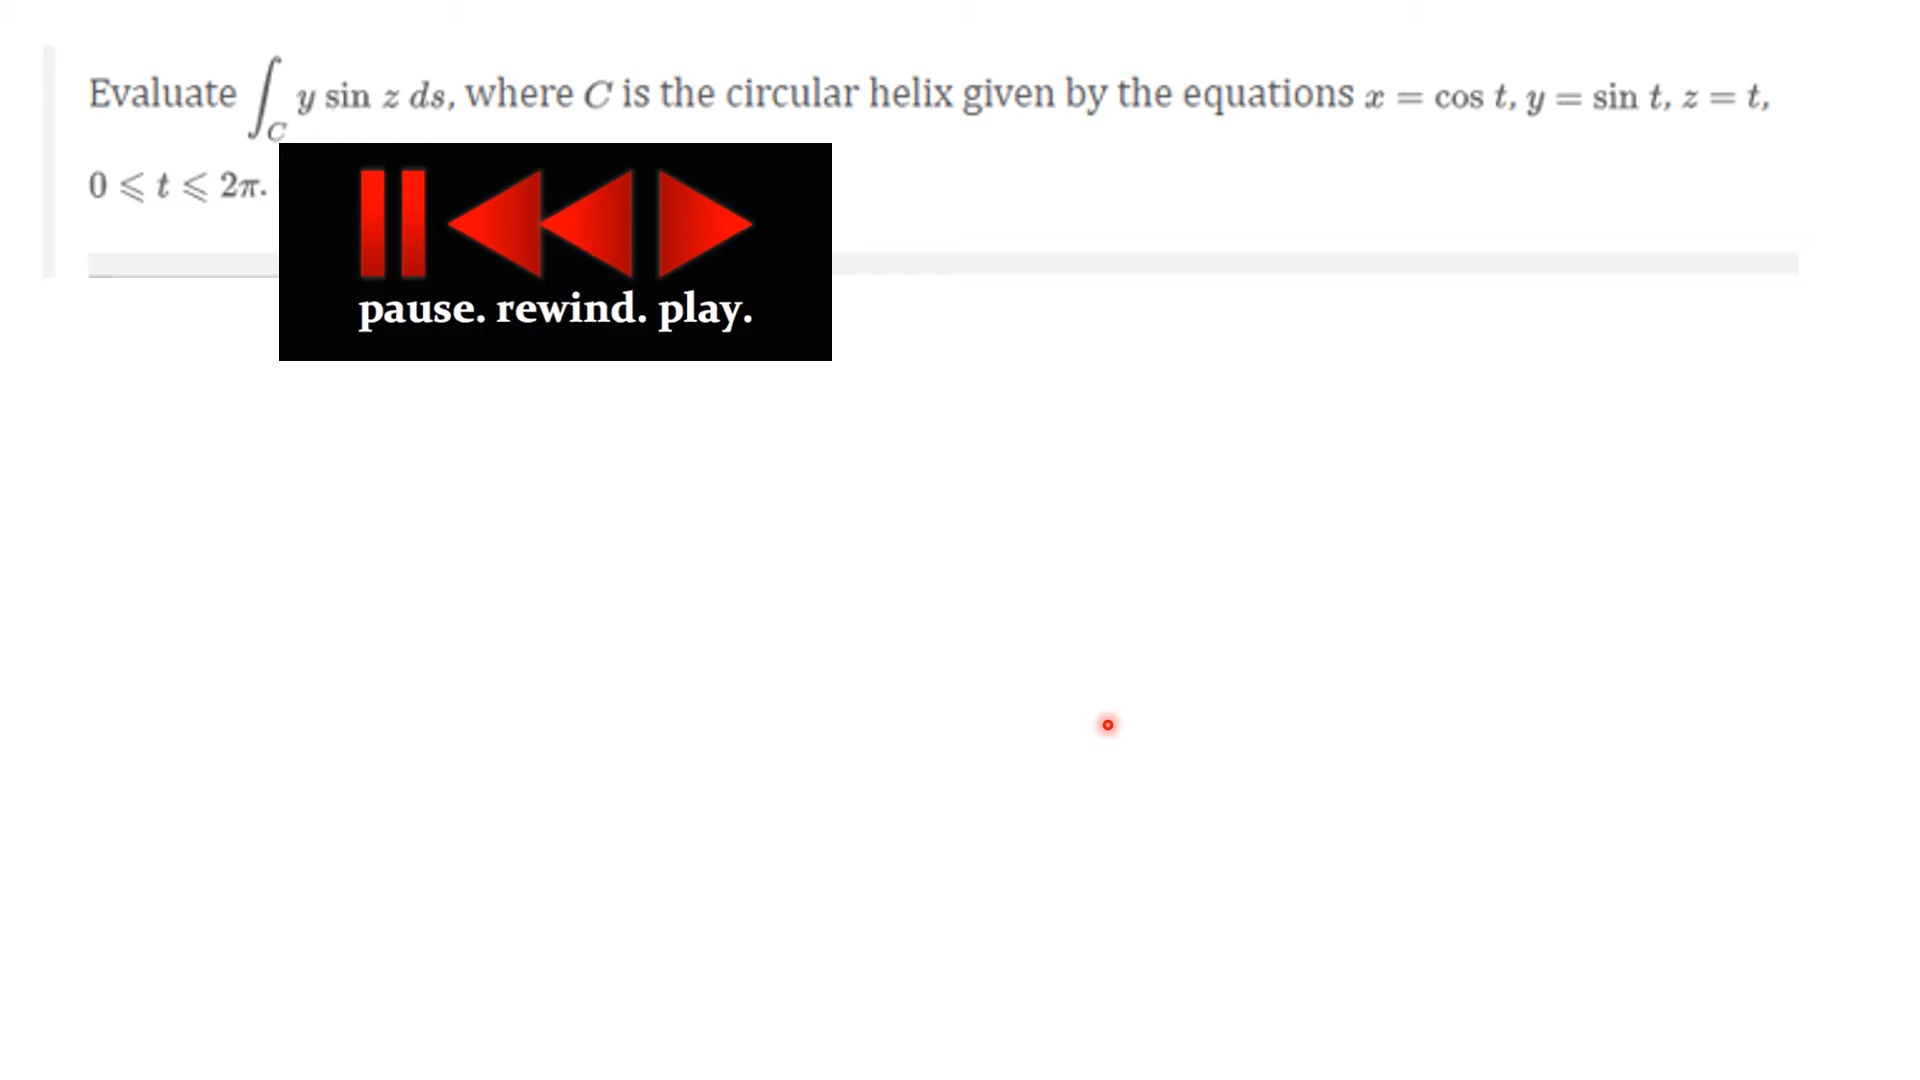 Evaluate ∫_C y sin z ds, where C is the circular helix given by the equations x = cos t, y = sin t, z = t,
0 ⩽ t ⩽ 2π.
pause. rewind. play.